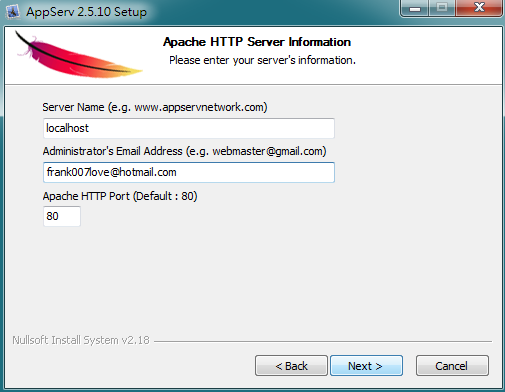 AppServ 2.5.10 Setup
Apache HTTP Server Information
Please enter your server's information.
Server Name (e.g. www.appservnetwork.com)
localhost
Administrator's Email Address (e.g. webmaster@gmail.com)
frank007love@hotmail.com
Apache HTTP Port (Default : 80)
80
Nullsoft Install System v2.18
< Back Next > Cancel